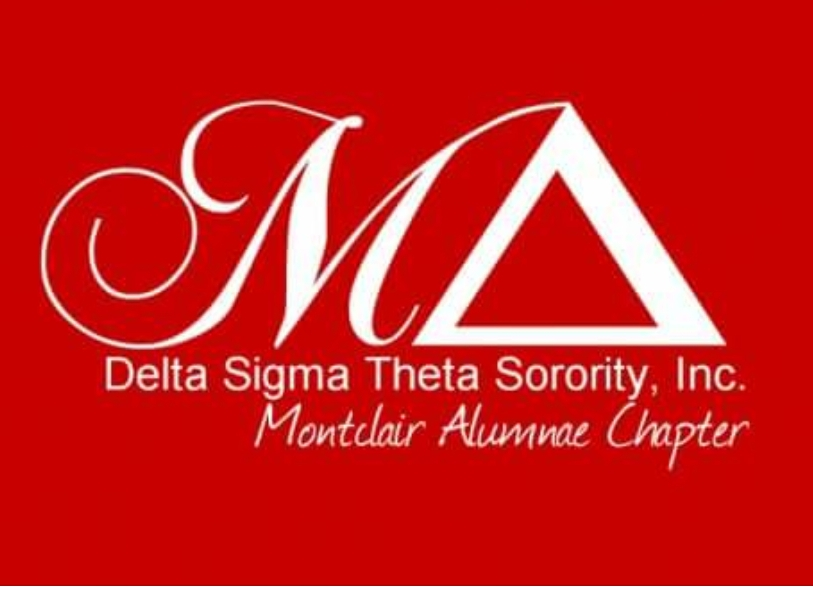 MΔ
Delta Sigma Theta Sorority, Inc.
Montclair Alumnae Chapter